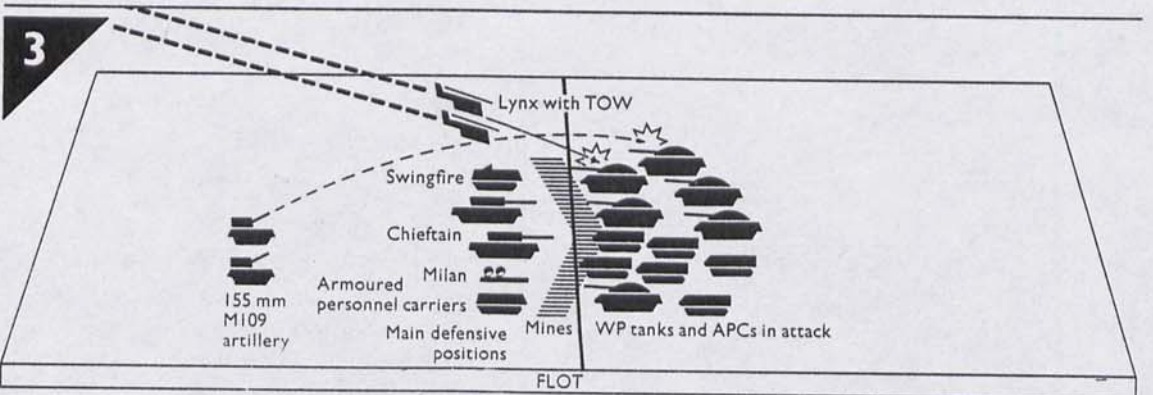 3
Lynx with TOW
Swingfire
Chieftain
Milan
Armoured
personnel carriers
Main defensive
positions
155 mm
M109
artillery
Mines
WP tanks and APCs in attack
FLOT